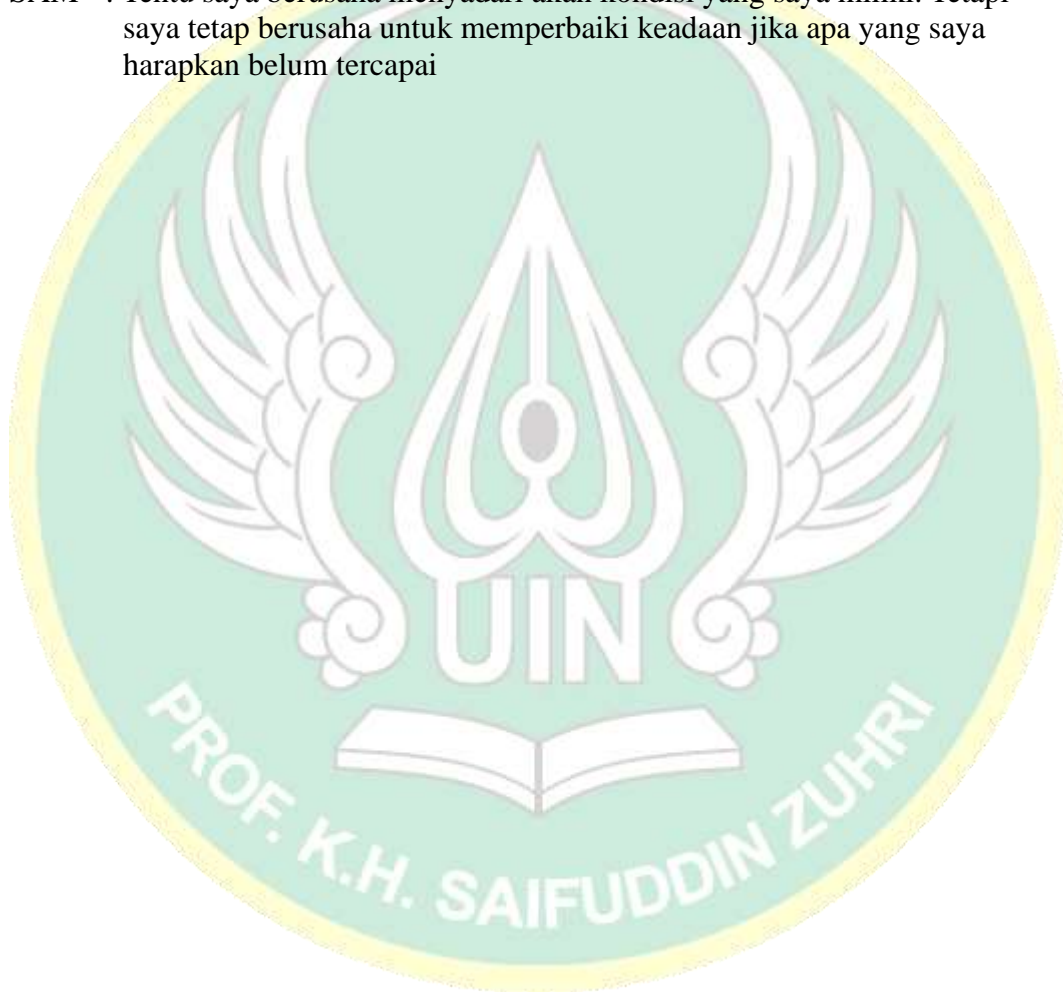 saya tetap berusaha untuk memperbaiki keadaan jika apa yang saya
harapkan belum tercapai
UIN
PROF. K.H. SAIFUDDIN ZUHRI